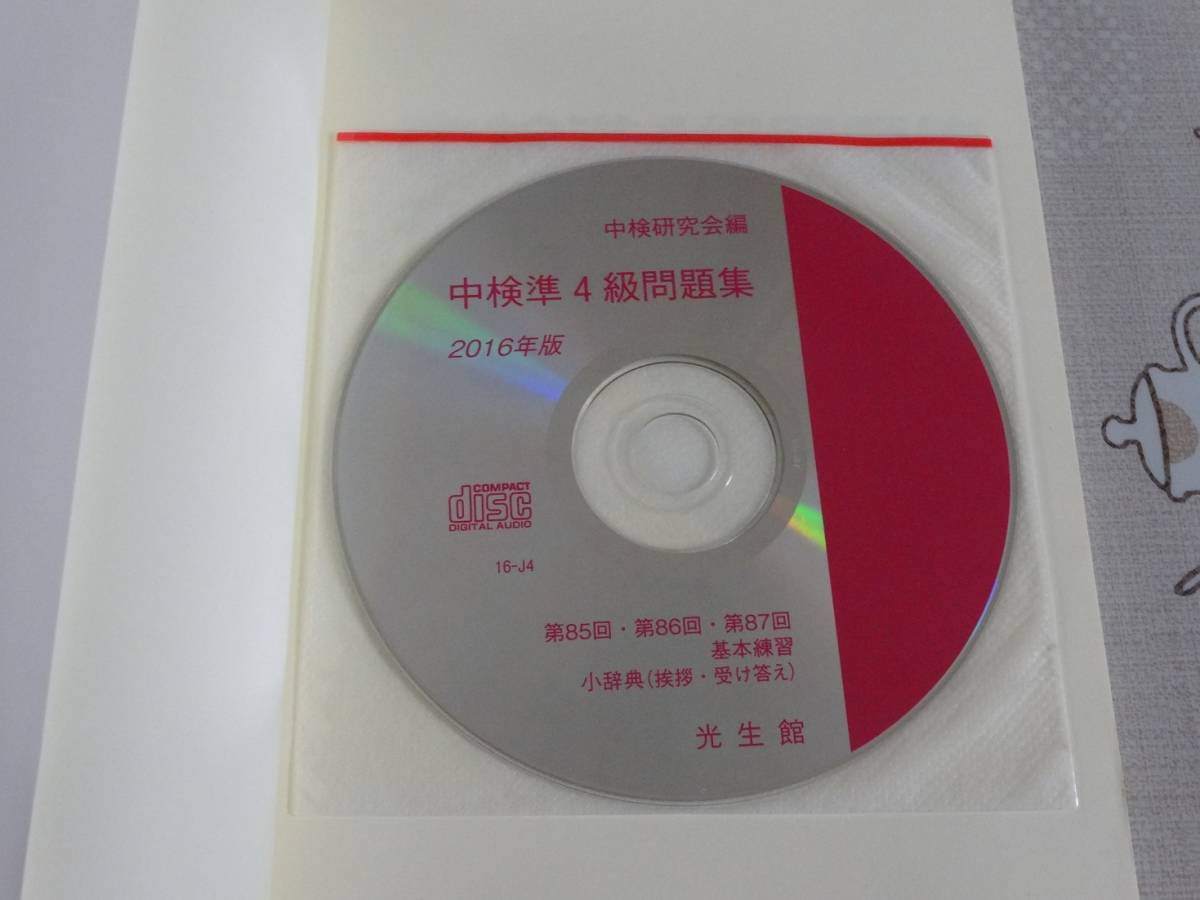 中検研究会編
中検準4級問題集
2016年版
COMPACT
disc
DIGITAL AUDIO
16-J4
第85回・第86回・第87回
基本練習
小辞典(挨拶・受け答え)
光生館